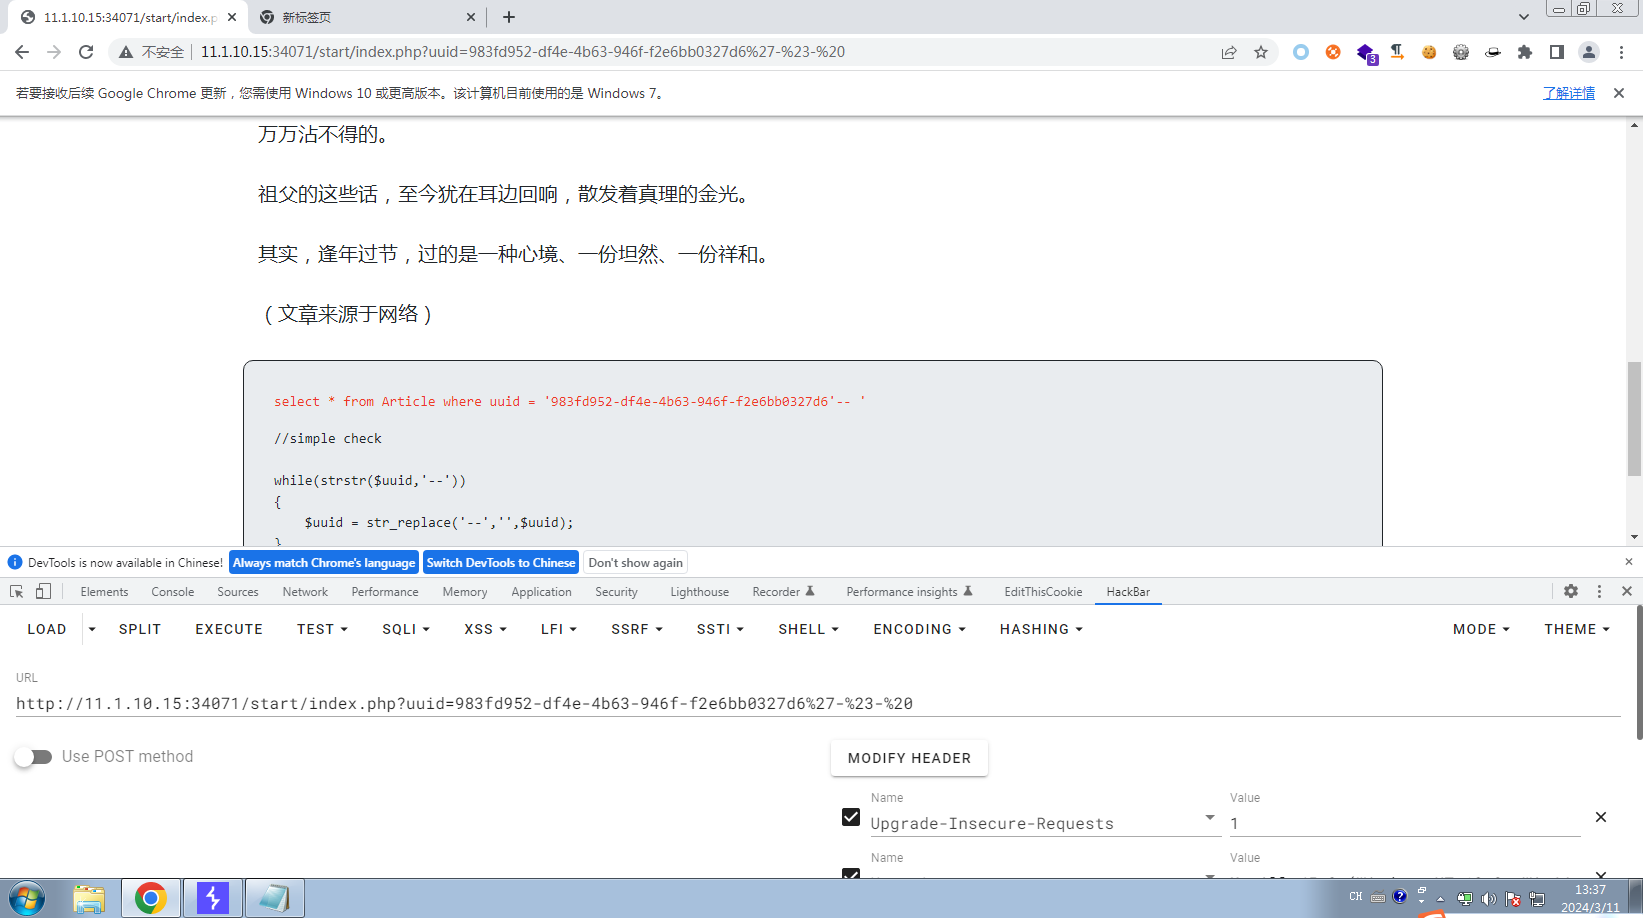 11.1.10.15:34071/start/index.p
新标签页
不安全
11.1.10.15:34071/start/index.php?uuid=983fd952-df4e-4b63-946f-f2e6bb0327d6%27-%23-%20
3
若要接收后续 Google Chrome 更新，您需使用 Windows 10 或更高版本。该计算机目前使用的是 Windows 7。
了解详情
万万沾不得的。
祖父的这些话，至今犹在耳边回响，散发着真理的金光。
其实，逢年过节，过的是一种心境、一份坦然、一份祥和。
（文章来源于网络）
select * from Article where uuid = '983fd952-df4e-4b63-946f-f2e6bb0327d6'-- '
//simple check
while(strstr($uuid,'--'))
{
$uuid = str_replace('--','',$uuid);
}
DevTools is now available in Chinese! Always match Chrome's language Switch DevTools to Chinese Don't show again
Elements Console Sources Network Performance Memory Application Security Lighthouse Recorder Performance insights EditThisCookie HackBar
LOAD SPLIT EXECUTE TEST SQLI XSS LFI SSRF SSTI SHELL ENCODING HASHING MODE THEME
URL
http://11.1.10.15:34071/start/index.php?uuid=983fd952-df4e-4b63-946f-f2e6bb0327d6%27-%23-%20
Use POST method
MODIFY HEADER
Name Value
Upgrade-Insecure-Requests 1
Name Value
CH
13:37
2024/3/11